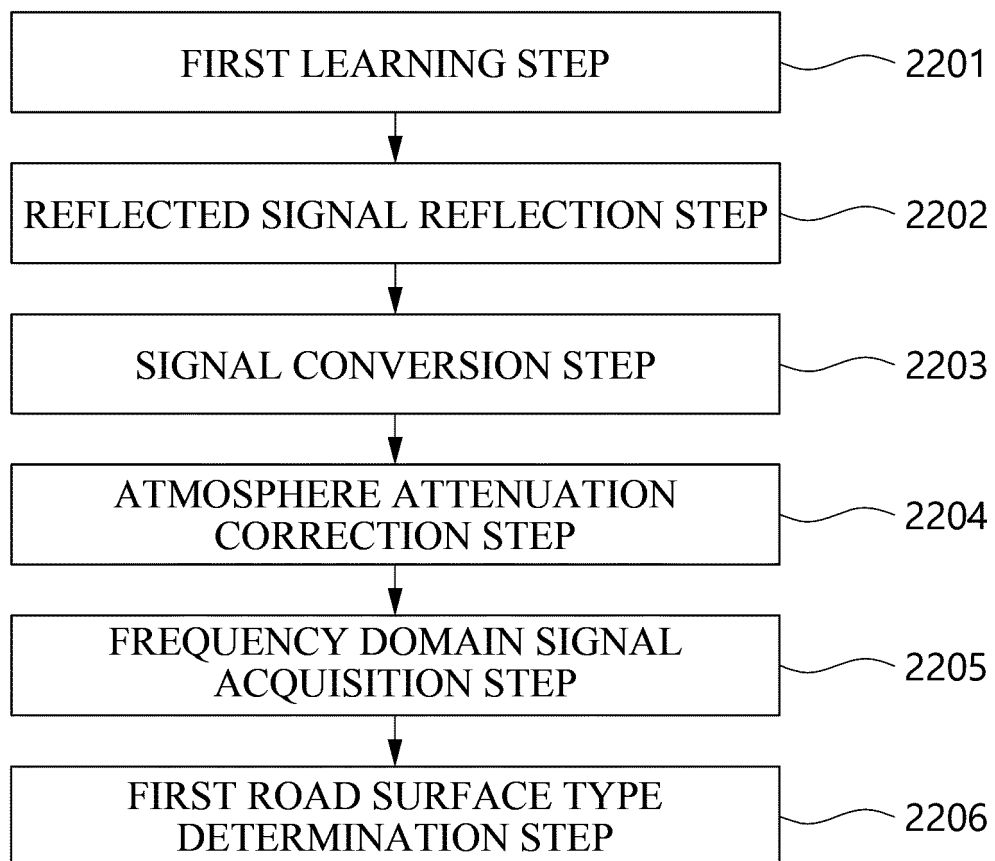 FIRST LEARNING STEP
2201
REFLECTED SIGNAL REFLECTION STEP
2202
SIGNAL CONVERSION STEP
2203
ATMOSPHERE ATTENUATION
CORRECTION STEP
2204
FREQUENCY DOMAIN SIGNAL
ACQUISITION STEP
2205
FIRST ROAD SURFACE TYPE
DETERMINATION STEP
2206